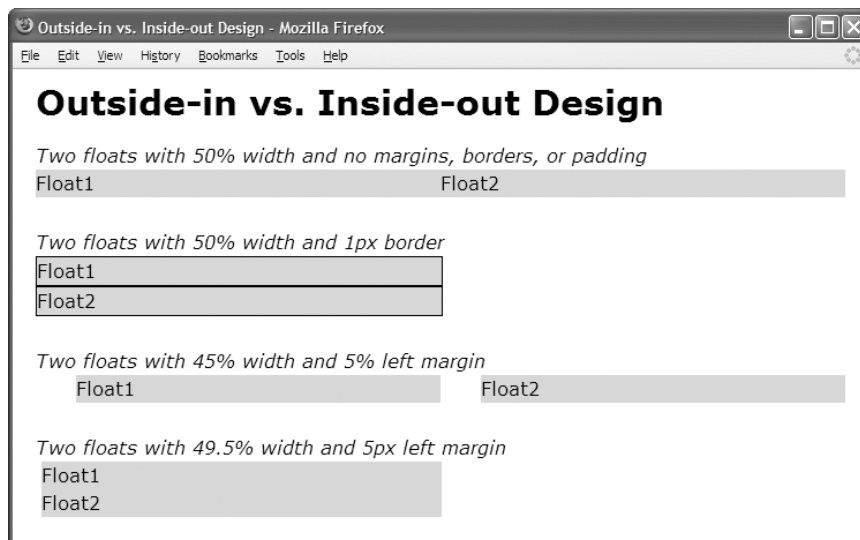 Outside-in vs. Inside-out Design - Mozilla Firefox
File Edit View History Bookmarks Tools Help
Outside-in vs. Inside-out Design
Two floats with 50% width and no margins, borders, or padding
Float1 Float2
Two floats with 50% width and 1px border
Float1
Float2
Two floats with 45% width and 5% left margin
Float1 Float2
Two floats with 49.5% width and 5px left margin
Float1
Float2